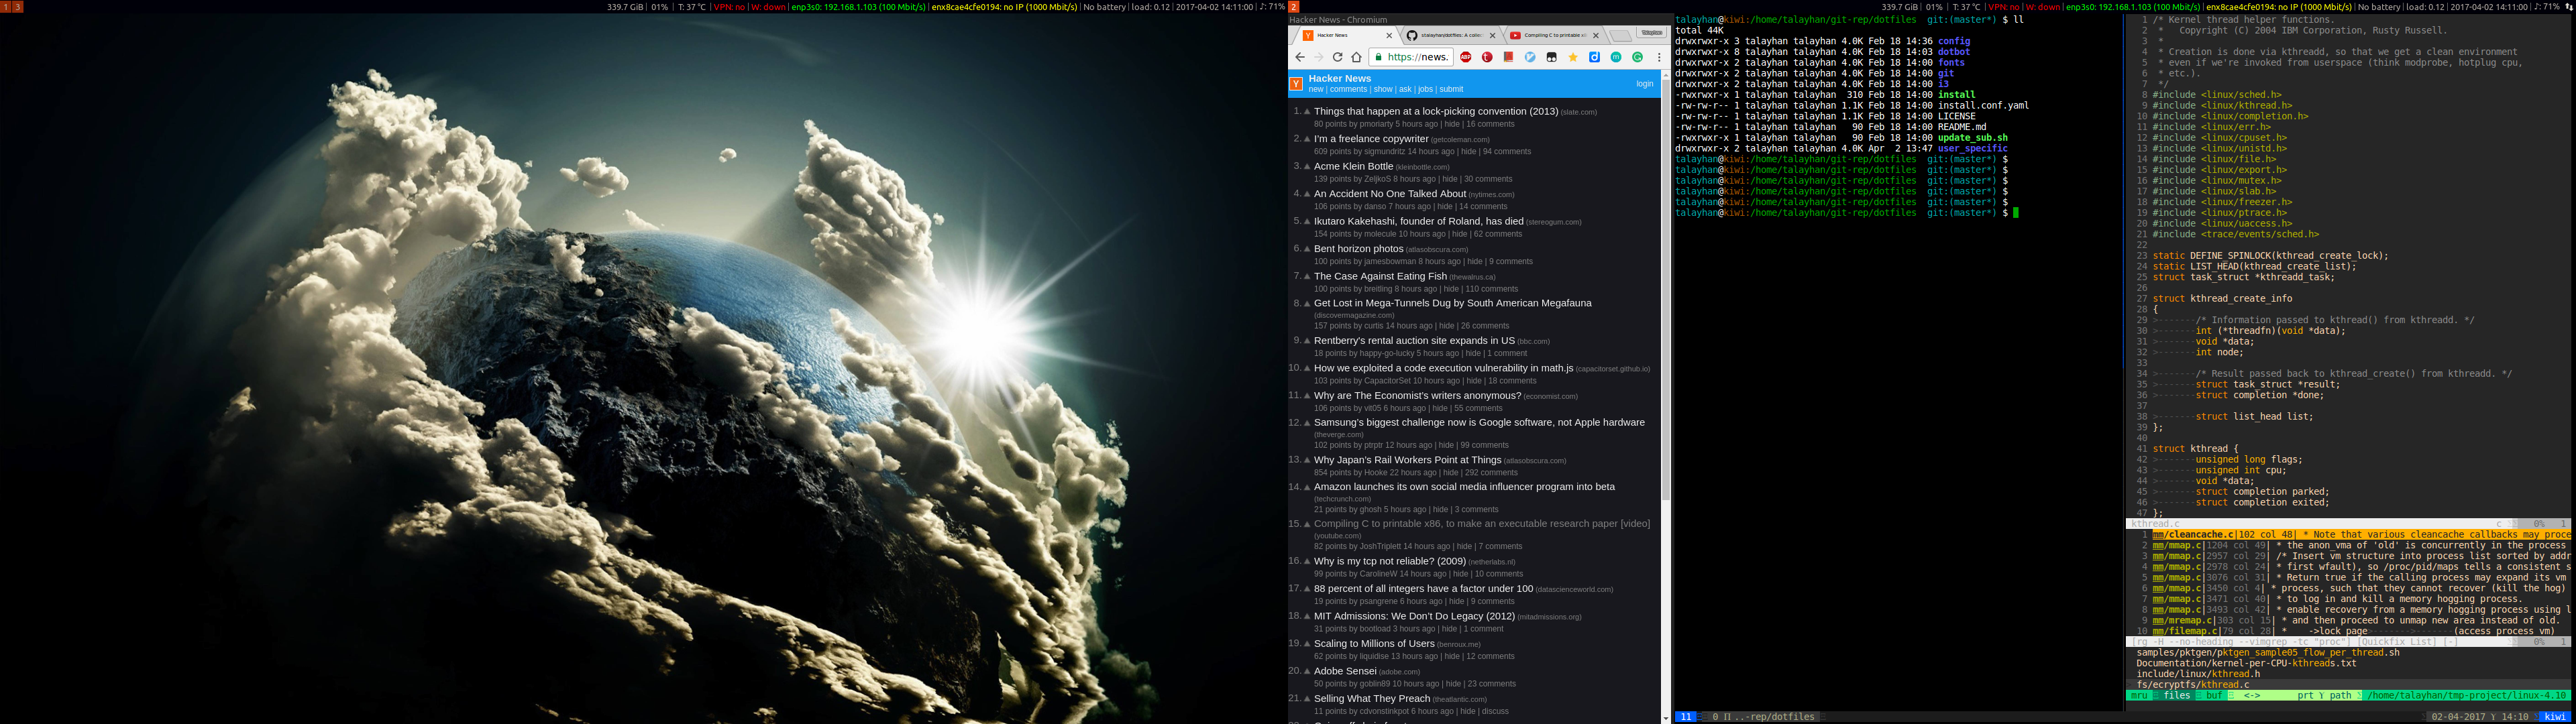 1 3
339.7 GiB | 01% | T: 37 °C | VPN: no | W: down | enp3s0: 192.168.1.103 (100 Mbit/s) | enx8cae4cfe0194: no IP (1000 Mbit/s) | No battery | load: 0.12 | 2017-04-02 14:11:00 | ♪: 71%
2
339.7 GiB | 01% | T: 37 °C | VPN: no | W: down | enp3s0: 192.168.1.103 (100 Mbit/s) | enx8cae4cfe0194: no IP (1000 Mbit/s) | No battery | load: 0.12 | 2017-04-02 14:11:00 | ♪: 71%
Hacker News - Chromium
Hacker News
Compiling C to printable x8
https://news.
Hacker News
new | comments | show | ask | jobs | submit
login
1. Things that happen at a lock-picking convention (2013) (slate.com)
80 points by pmoriarty 5 hours ago | hide | 16 comments
2. I'm a freelance copywriter (getcoleman.com)
609 points by sigmundritz 14 hours ago | hide | 94 comments
3. Acme Klein Bottle (kleinbottle.com)
139 points by ZeljkoS 8 hours ago | hide | 30 comments
4. An Accident No One Talked About (nytimes.com)
106 points by danso 7 hours ago | hide | 14 comments
5. Ikutaro Kakehashi, founder of Roland, has died (stereogum.com)
154 points by molecule 10 hours ago | hide | 62 comments
6. Bent horizon photos (atlasobscura.com)
100 points by jamesbowman 8 hours ago | hide | 9 comments
7. The Case Against Eating Fish (thewalrus.ca)
100 points by breitling 8 hours ago | hide | 110 comments
8. Get Lost in Mega-Tunnels Dug by South American Megafauna
(discovermagazine.com)
157 points by curtis 14 hours ago | hide | 26 comments
9. Rentberry's rental auction site expands in US (bbc.com)
18 points by happy-go-lucky 5 hours ago | hide | 1 comment
10. How we exploited a code execution vulnerability in math.js (capacitorset.github.io)
103 points by CapacitorSet 10 hours ago | hide | 18 comments
11. Why are The Economist's writers anonymous? (economist.com)
106 points by vit05 6 hours ago | hide | 55 comments
12. Samsung's biggest challenge now is Google software, not Apple hardware
(theverge.com)
102 points by ptrptr 12 hours ago | hide | 99 comments
13. Why Japan's Rail Workers Point at Things (atlasobscura.com)
854 points by Hooke 22 hours ago | hide | 292 comments
14. Amazon launches its own social media influencer program into beta
(techcrunch.com)
21 points by ghosh 5 hours ago | hide | 3 comments
15. Compiling C to printable x86, to make an executable research paper [video]
(youtube.com)
82 points by JoshTriplett 14 hours ago | hide | 7 comments
16. Why is my tcp not reliable? (2009) (netherlabs.nl)
99 points by CarolineW 14 hours ago | hide | 10 comments
17. 88 percent of all integers have a factor under 100 (datascienceworld.com)
19 points by psangrene 6 hours ago | hide | 9 comments
18. MIT Admissions: We Don't Do Legacy (2012) (mitadmissions.org)
31 points by bootload 3 hours ago | hide | 1 comment
19. Scaling to Millions of Users (benroux.me)
62 points by liquidise 13 hours ago | hide | 12 comments
20. Adobe Sensei (adobe.com)
50 points by goblin89 10 hours ago | hide | 23 comments
21. Selling What They Preach (theatlantic.com)
11 points by cdvonstinkpot 6 hours ago | hide | discuss
talayhan@kiwi:/home/talayhan/git-rep/dotfiles git:(master*) $ ll
total 44K
drwxrwxr-x 3 talayhan talayhan 4.0K Feb 18 14:36 config
drwxrwxr-x 8 talayhan talayhan 4.0K Feb 18 14:03 dotbot
drwxrwxr-x 2 talayhan talayhan 4.0K Feb 18 14:00 fonts
drwxrwxr-x 2 talayhan talayhan 4.0K Feb 18 14:00 git
drwxrwxr-x 2 talayhan talayhan 4.0K Feb 18 14:00 i3
-rwxrwxr-x 1 talayhan talayhan 310 Feb 18 14:00 install
-rw-rw-r-- 1 talayhan talayhan 1.1K Feb 18 14:00 install.conf.yaml
-rw-rw-r-- 1 talayhan talayhan 1.1K Feb 18 14:00 LICENSE
-rw-rw-r-- 1 talayhan talayhan 90 Feb 18 14:00 README.md
-rwxrwxr-x 1 talayhan talayhan 90 Feb 18 14:00 update_sub.sh
drwxrwxr-x 2 talayhan talayhan 4.0K Apr 2 13:47 user_specific
talayhan@kiwi:/home/talayhan/git-rep/dotfiles git:(master*) $
talayhan@kiwi:/home/talayhan/git-rep/dotfiles git:(master*) $
talayhan@kiwi:/home/talayhan/git-rep/dotfiles git:(master*) $
talayhan@kiwi:/home/talayhan/git-rep/dotfiles git:(master*) $
talayhan@kiwi:/home/talayhan/git-rep/dotfiles git:(master*) $
talayhan@kiwi:/home/talayhan/git-rep/dotfiles git:(master*) $
1 /* Kernel thread helper functions.
2 * Copyright (C) 2004 IBM Corporation, Rusty Russell.
3 *
4 * Creation is done via kthreadd, so that we get a clean environment
5 * even if we're invoked from userspace (think modprobe, hotplug cpu,
6 * etc.).
7 */
8 #include <linux/sched.h>
9 #include <linux/kthread.h>
10 #include <linux/completion.h>
11 #include <linux/err.h>
12 #include <linux/cpuset.h>
13 #include <linux/unistd.h>
14 #include <linux/file.h>
15 #include <linux/export.h>
16 #include <linux/mutex.h>
17 #include <linux/slab.h>
18 #include <linux/freezer.h>
19 #include <linux/ptrace.h>
20 #include <linux/uaccess.h>
21 #include <trace/events/sched.h>
22
23 static DEFINE_SPINLOCK(kthread_create_lock);
24 static LIST_HEAD(kthread_create_list);
25 struct task_struct *kthreadd_task;
26
27 struct kthread_create_info
28 {
29 >-------/* Information passed to kthread() from kthreadd. */
30 >-------int (*threadfn)(void *data);
31 >-------void *data;
32 >-------int node;
33
34 >-------/* Result passed back to kthread_create() from kthreadd. */
35 >-------struct task_struct *result;
36 >-------struct completion *done;
37
38 >-------struct list_head list;
39 };
40
41 struct kthread {
42 >-------unsigned long flags;
43 >-------unsigned int cpu;
44 >-------void *data;
45 >-------struct completion parked;
46 >-------struct completion exited;
47 };
kthread.c c 0% 1
1 mm/cleancache.c|102 col 48| * Note that various cleancache callbacks may proce
2 mm/mmap.c|1204 col 49| * the anon_vma of 'old' is concurrently in the process
3 mm/mmap.c|2957 col 29| /* Insert vm structure into process list sorted by addr
4 mm/mmap.c|2978 col 24| * first wfault), so /proc/pid/maps tells a consistent s
5 mm/mmap.c|3076 col 31| * Return true if the calling process may expand its vm
6 mm/mmap.c|3450 col 4| * process, such that they cannot recover (kill the hog)
7 mm/mmap.c|3471 col 40| * to log in and kill a memory hogging process.
8 mm/mmap.c|3493 col 42| * enable recovery from a memory hogging process using l
9 mm/mremap.c|303 col 15| * and then proceed to unmap new area instead of old.
10 mm/filemap.c|79 col 28| * ->lock_page>------->-------(access_process_vm)
[rg -H --no-heading --vimgrep -tc "proc"] [Quickfix List] [-] 0% 1
samples/pktgen/pktgen_sample05_flow_per_thread.sh
Documentation/kernel-per-CPU-kthreads.txt
include/linux/kthread.h
fs/ecryptfs/kthread.c
mru files buf <-> prt path /home/talayhan/tmp-project/linux-4.10
11 0 ..-rep/dotfiles 02-04-2017 14:10 kiwi